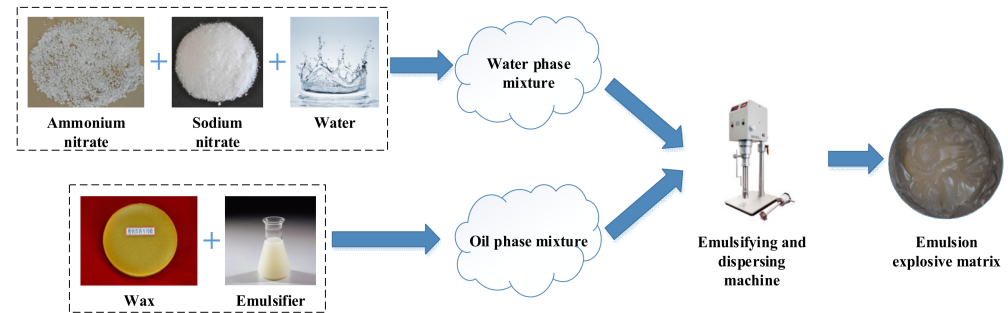 Ammonium
nitrate
Sodium
nitrate
Water
Water phase
mixture
Wax
Emulsifier
Oil phase mixture
Emulsifying and
dispersing
machine
Emulsion
explosive matrix